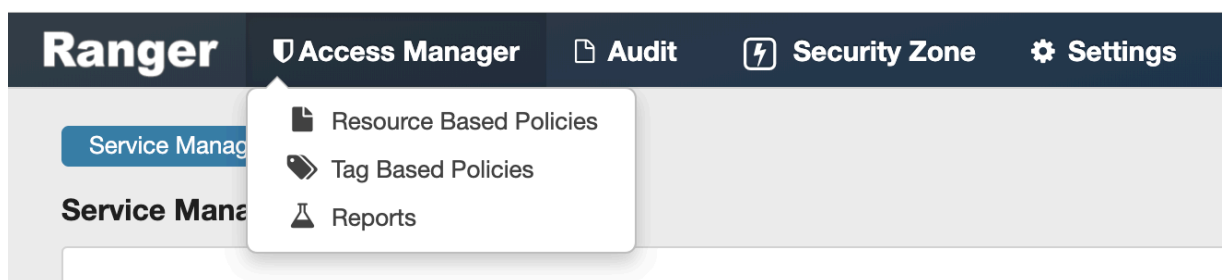 Ranger Access Manager Audit Security Zone Settings
Resource Based Policies
Service Manag
Tag Based Policies
Service Mana
Reports